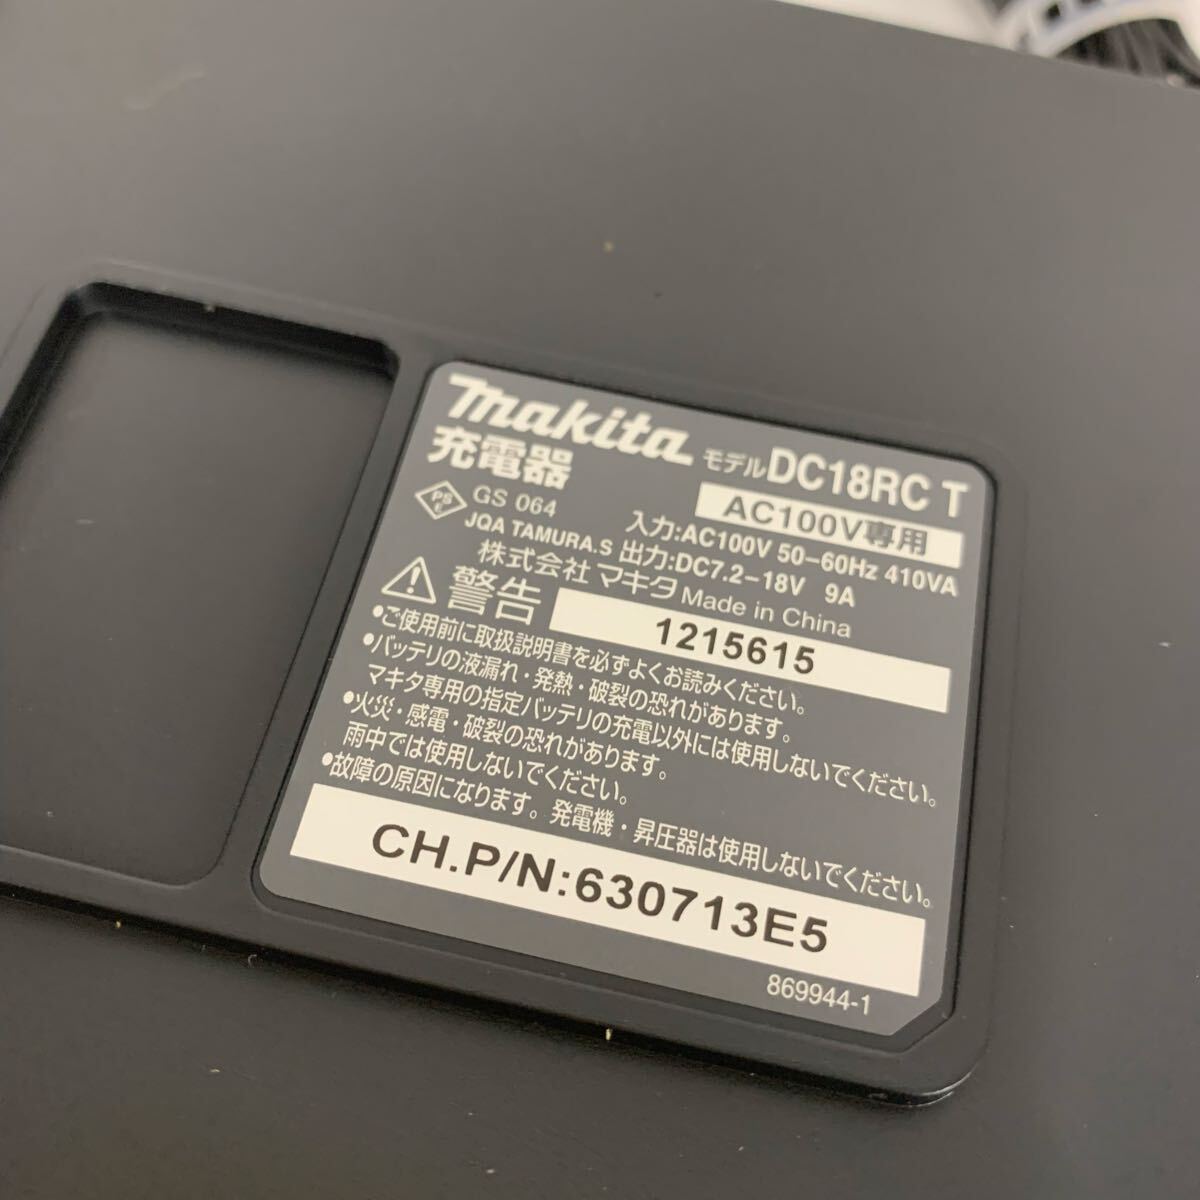 makita モデル DC18RC T
充電器 AC100V専用
PSE GS 064 入力:AC100V 50-60Hz 410VA
JQA TAMURA.S 出力:DC7.2-18V 9A
株式会社 マキタ Made in China
警告 1215615
•ご使用前に取扱説明書を必ずよくお読みください。
•バッテリの液漏れ・発熱・破裂の恐れがあります。
マキタ専用の指定バッテリの充電以外には使用しないでください。
•火災・感電・破裂の恐れがあります。
雨中では使用しないでください。
•故障の原因になります。発電機・昇圧器は使用しないでください。
CH.P/N:630713E5
869944-1